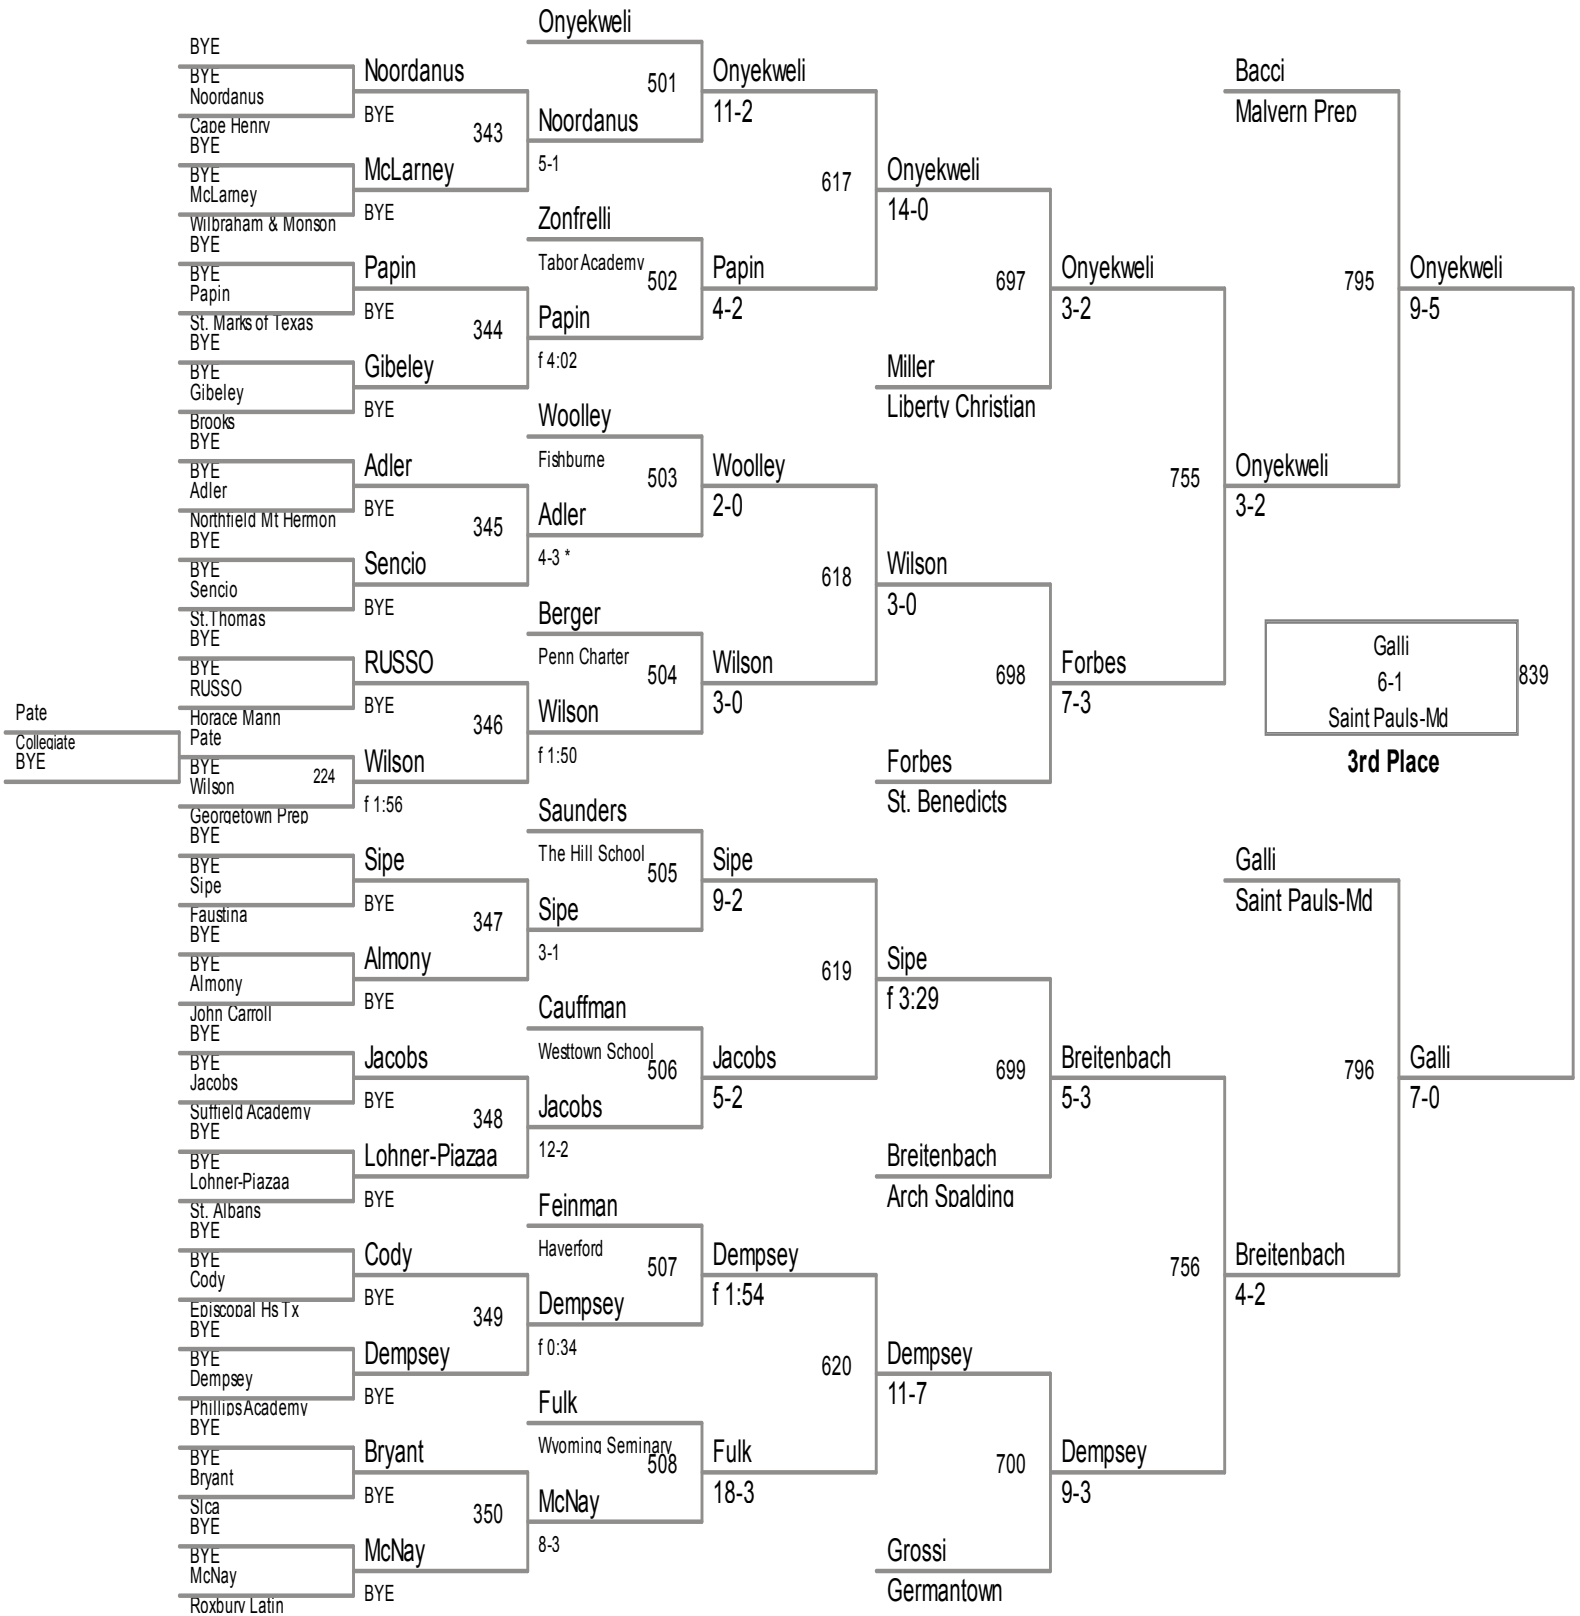 BYE
BYE
Noordanus
Cape Henry
BYE
BYE
McLarney
Wilbraham & Monson
BYE
BYE
Papin
St. Marks of Texas
BYE
BYE
Gibeley
Brooks
BYE
BYE
Adler
Northfield Mt Hermon
BYE
BYE
Sencio
St.Thomas
BYE
BYE
RUSSO
Horace Mann
Pate
Collegiate
BYE
Pate
BYE
224
Wilson
Georgetown Prep
BYE
BYE
Sipe
Faustina
BYE
BYE
Almony
John Carroll
BYE
BYE
Jacobs
Suffield Academy
BYE
BYE
Lohner-Piazaa
St. Albans
BYE
BYE
Cody
Episcopal Hs Tx
BYE
BYE
Dempsey
Phillips Academy
BYE
BYE
Bryant
Slca
BYE
BYE
McNay
Roxbury Latin
Noordanus
BYE
343
McLarney
BYE
Papin
BYE
344
Gibeley
BYE
Adler
BYE
345
Sencio
BYE
RUSSO
BYE
346
Wilson
f 1:56
Sipe
BYE
347
Almony
BYE
Jacobs
BYE
348
Lohner-Piazaa
BYE
Cody
BYE
349
Dempsey
BYE
Bryant
BYE
350
McNay
BYE
Onyekweli
501
Noordanus
5-1
Zonfrelli
Tabor Academy
502
Papin
f 4:02
Woolley
Fishburne
503
Adler
4-3 *
Berger
Penn Charter
504
Wilson
f 1:50
Saunders
The Hill School
505
Sipe
3-1
Cauffman
Westtown School
506
Jacobs
12-2
Feinman
Haverford
507
Dempsey
f 0:34
Fulk
Wyoming Seminary
508
McNay
8-3
Onyekweli
11-2
617
Papin
4-2
Woolley
2-0
618
Wilson
3-0
Sipe
9-2
619
Jacobs
5-2
Dempsey
f 1:54
620
Fulk
18-3
Onyekweli
14-0
697
Miller
Liberty Christian
Wilson
3-0
698
Forbes
St. Benedicts
Sipe
f 3:29
699
Breitenbach
Arch Spalding
Dempsey
11-7
700
Grossi
Germantown
Onyekweli
3-2
755
Forbes
7-3
Breitenbach
5-3
756
Dempsey
9-3
Bacci
Malvern Prep
795
Onyekweli
3-2
Galli
6-1
Saint Pauls-Md
839
3rd Place
Galli
Saint Pauls-Md
796
Breitenbach
4-2
Onyekweli
9-5
Galli
7-0